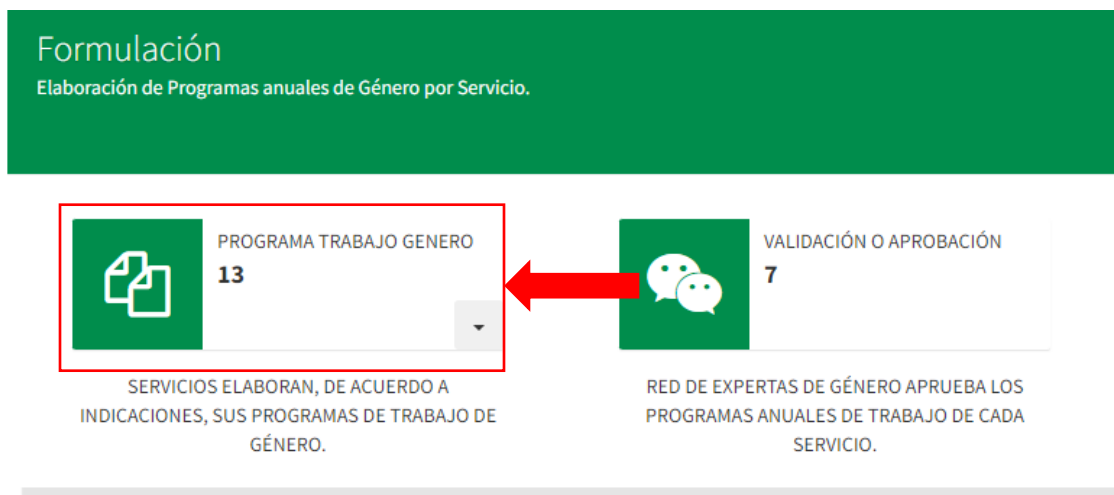 Formulación
Elaboración de Programas anuales de Género por Servicio.
PROGRAMA TRABAJO GENERO
13
SERVICIOS ELABORAN, DE ACUERDO A
INDICACIONES, SUS PROGRAMAS DE TRABAJO DE
GÉNERO.
VALIDACIÓN O APROBACIÓN
7
RED DE EXPERTAS DE GÉNERO APRUEBA LOS
PROGRAMAS ANUALES DE TRABAJO DE CADA
SERVICIO.